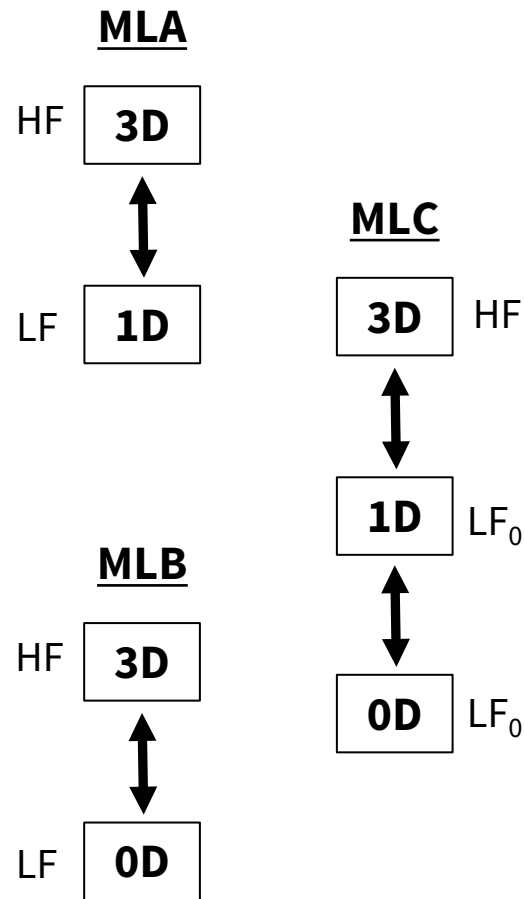 MLA
HF 3D
LF 1D
MLB
HF 3D
LF 0D
MLC
3D HF
1D LF₀
0D LF₀